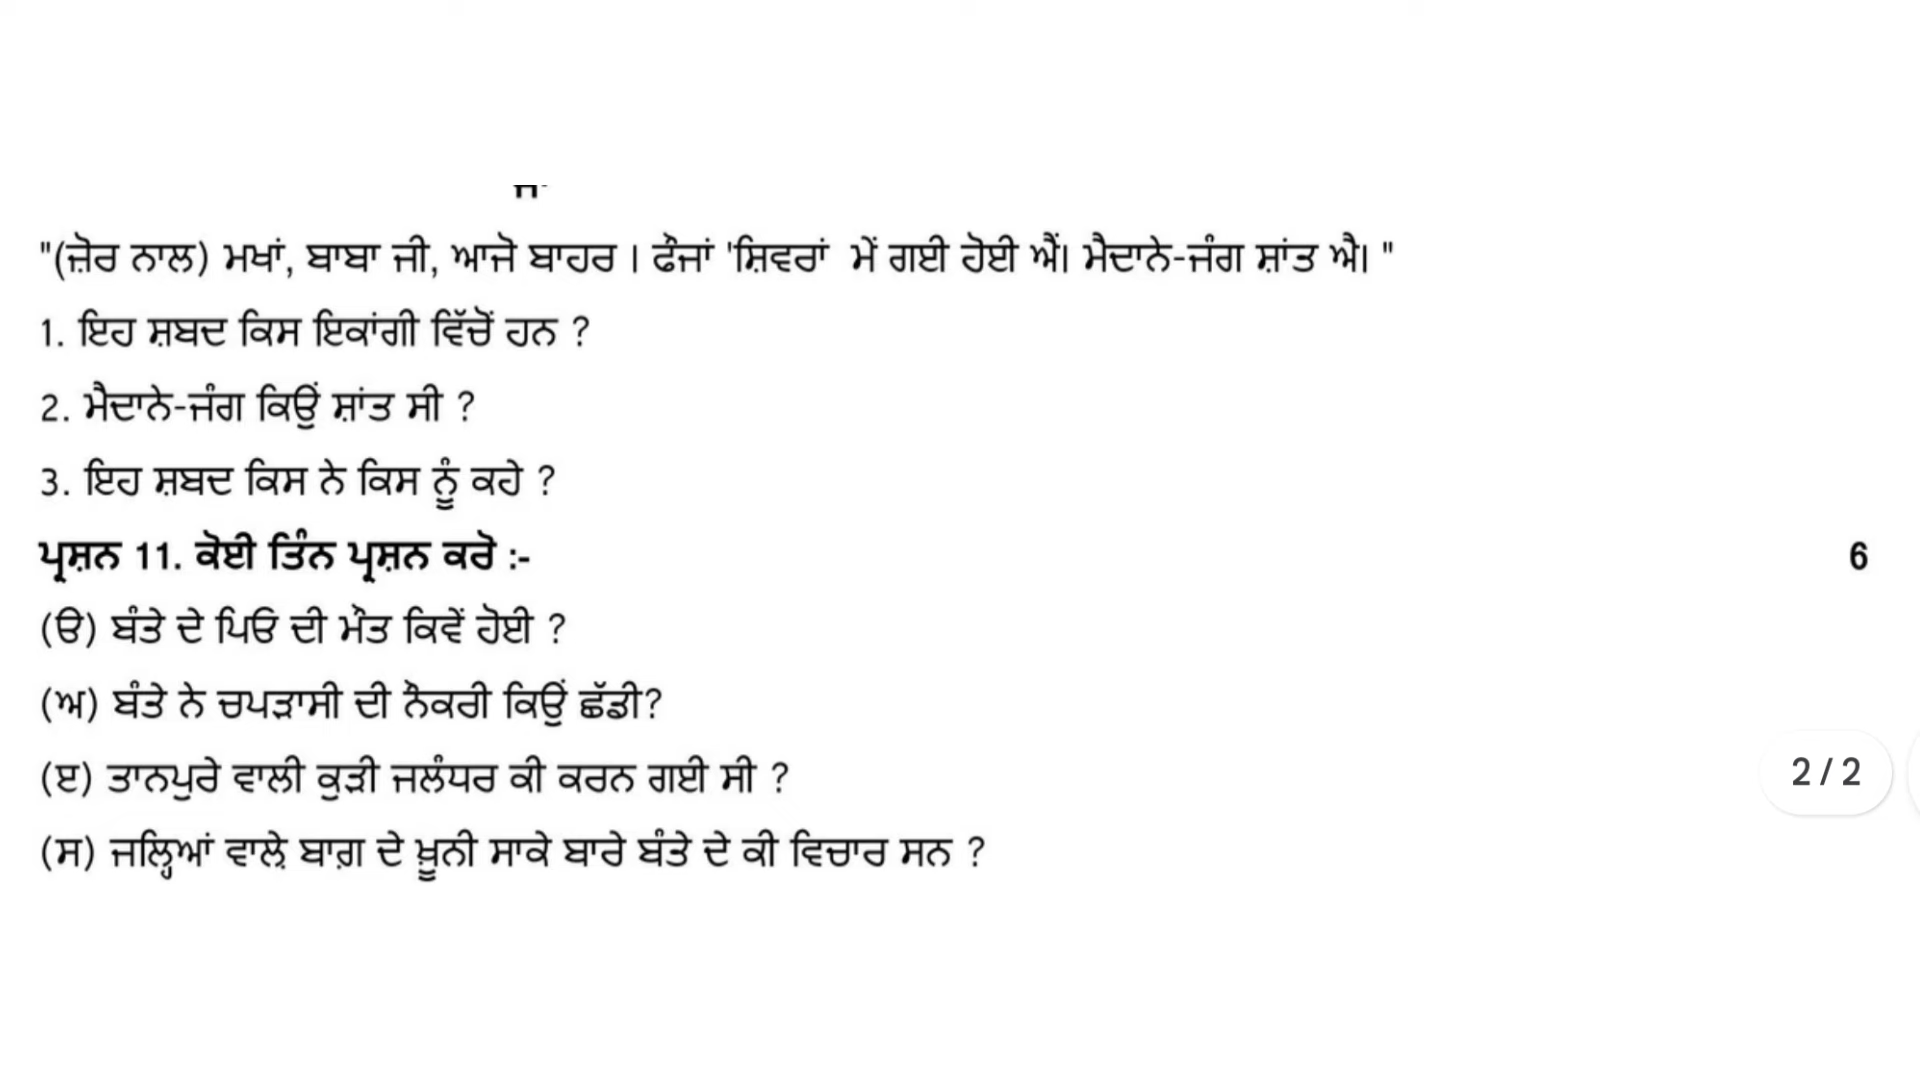 "(ਜ਼ੋਰ ਨਾਲ) ਮਖਾਂ, ਬਾਬਾ ਜੀ, ਆਜੋ ਬਾਹਰ। ਫੌਜਾਂ 'ਸ਼ਿਵਰਾਂ ਮੇਂ ਗਈ ਹੋਈ ਐਂ। ਮੈਦਾਨੇ-ਜੰਗ ਸ਼ਾਂਤ ਐ। "
1. ਇਹ ਸ਼ਬਦ ਕਿਸ ਇਕਾਂਗੀ ਵਿੱਚੋਂ ਹਨ ?
2. ਮੈਦਾਨੇ-ਜੰਗ ਕਿਉਂ ਸ਼ਾਂਤ ਸੀ ?
3. ਇਹ ਸ਼ਬਦ ਕਿਸ ਨੇ ਕਿਸ ਨੂੰ ਕਹੇ ?
ਪ੍ਰਸ਼ਨ 11. ਕੋਈ ਤਿੰਨ ਪ੍ਰਸ਼ਨ ਕਰੋ :- 6
(ੳ) ਬੰਤੇ ਦੇ ਪਿਓ ਦੀ ਮੌਤ ਕਿਵੇਂ ਹੋਈ ?
(ਅ) ਬੰਤੇ ਨੇ ਚਪੜਾਸੀ ਦੀ ਨੌਕਰੀ ਕਿਉਂ ਛੱਡੀ?
(ੲ) ਤਾਨਪੁਰੇ ਵਾਲੀ ਕੁੜੀ ਜਲੰਧਰ ਕੀ ਕਰਨ ਗਈ ਸੀ ?
2 / 2
(ਸ) ਜਲ੍ਹਿਆਂ ਵਾਲੇ਼ ਬਾਗ਼ ਦੇ ਖ਼ੂਨੀ ਸਾਕੇ ਬਾਰੇ ਬੰਤੇ ਦੇ ਕੀ ਵਿਚਾਰ ਸਨ ?